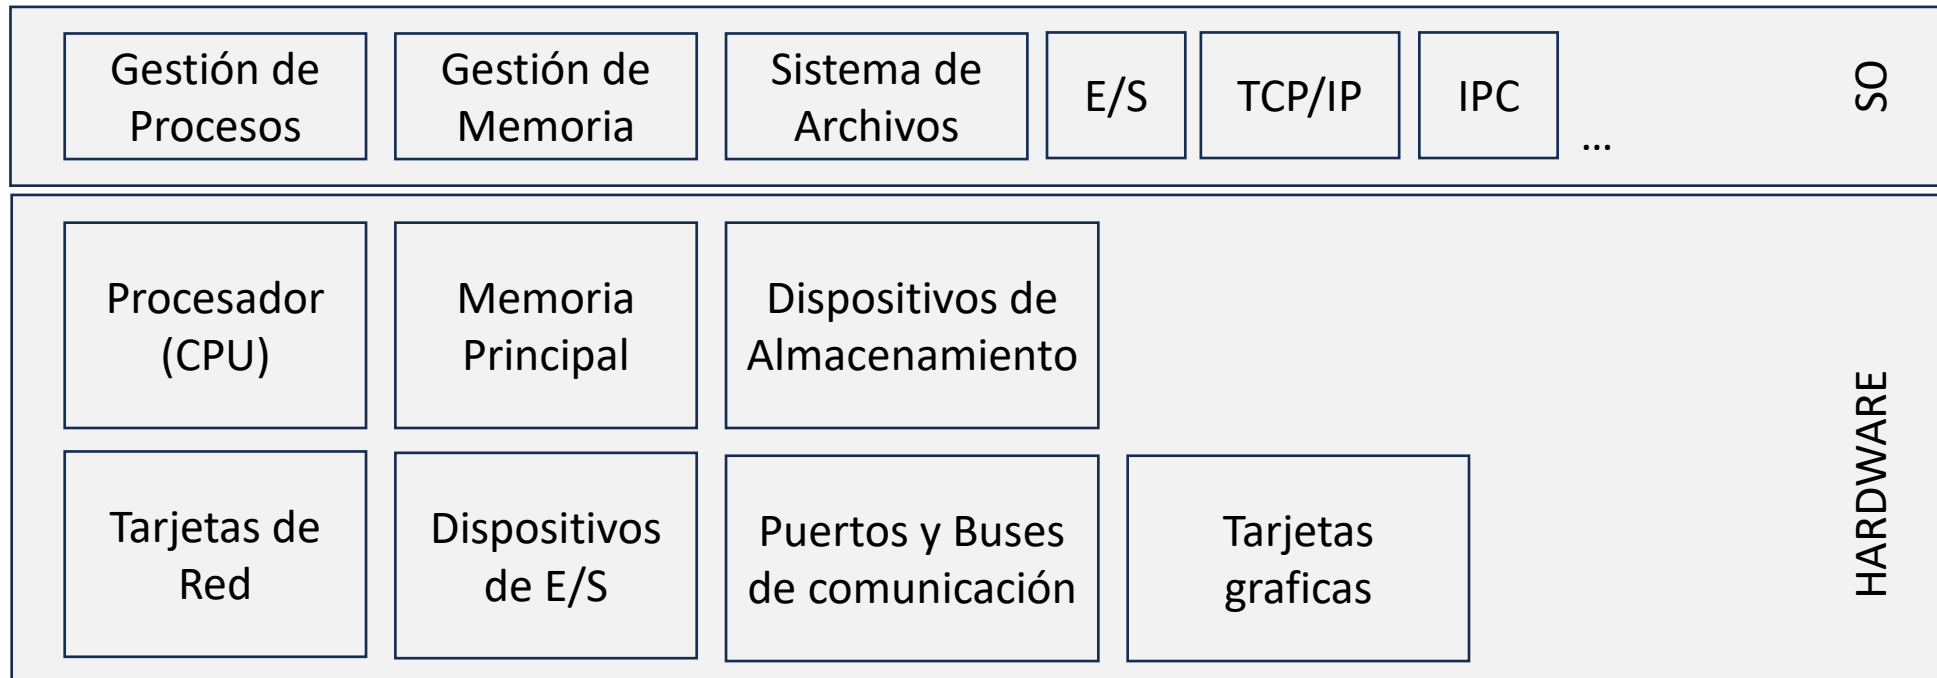 Gestión de
Procesos
Gestión de
Memoria
Sistema de
Archivos
E/S
TCP/IP
IPC
...
SO
Procesador
(CPU)
Memoria
Principal
Dispositivos de
Almacenamiento
Tarjetas de
Red
Dispositivos
de E/S
Puertos y Buses
de comunicación
Tarjetas
graficas
HARDWARE